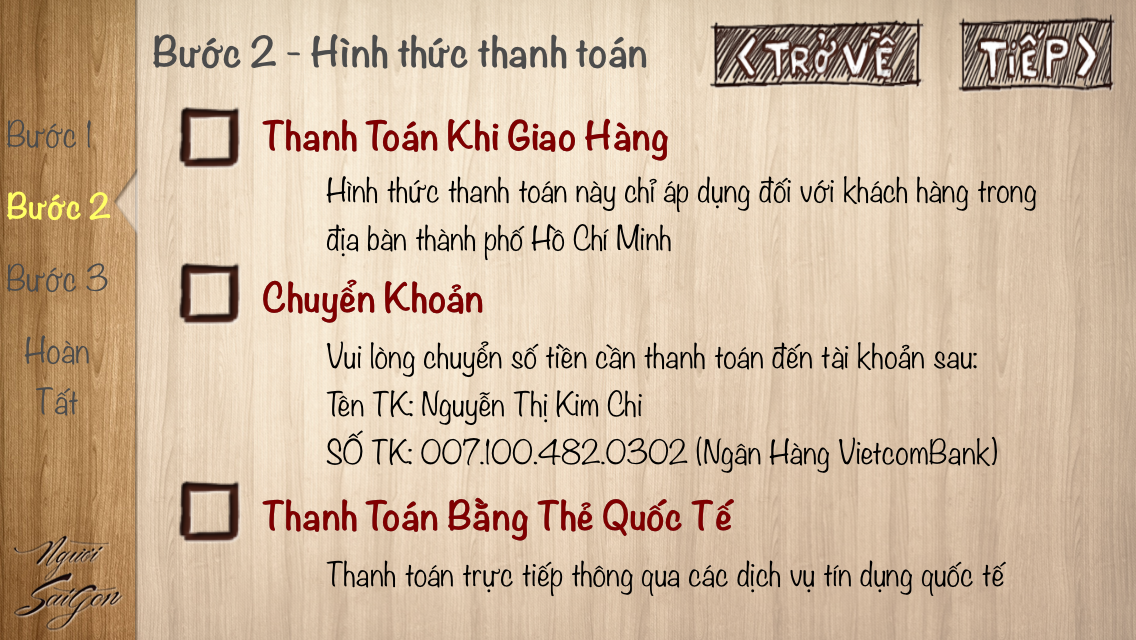 Bước 2 - Hình thức thanh toán
< TRỞ VỀ
TIẾP >
Bước 1
Bước 2
Bước 3
Hoàn
Tất
Thanh Toán Khi Giao Hàng
Hình thức thanh toán này chỉ áp dụng đối với khách hàng trong
địa bàn thành phố Hồ Chí Minh
Chuyển Khoản
Vui lòng chuyển số tiền cần thanh toán đến tài khoản sau:
Tên TK: Nguyễn Thị Kim Chi
SỐ TK: 007.100.482.0302 (Ngân Hàng VietcomBank)
Thanh Toán Bằng Thẻ Quốc Tế
Thanh toán trực tiếp thông qua các dịch vụ tín dụng quốc tế
Người
SaiGon